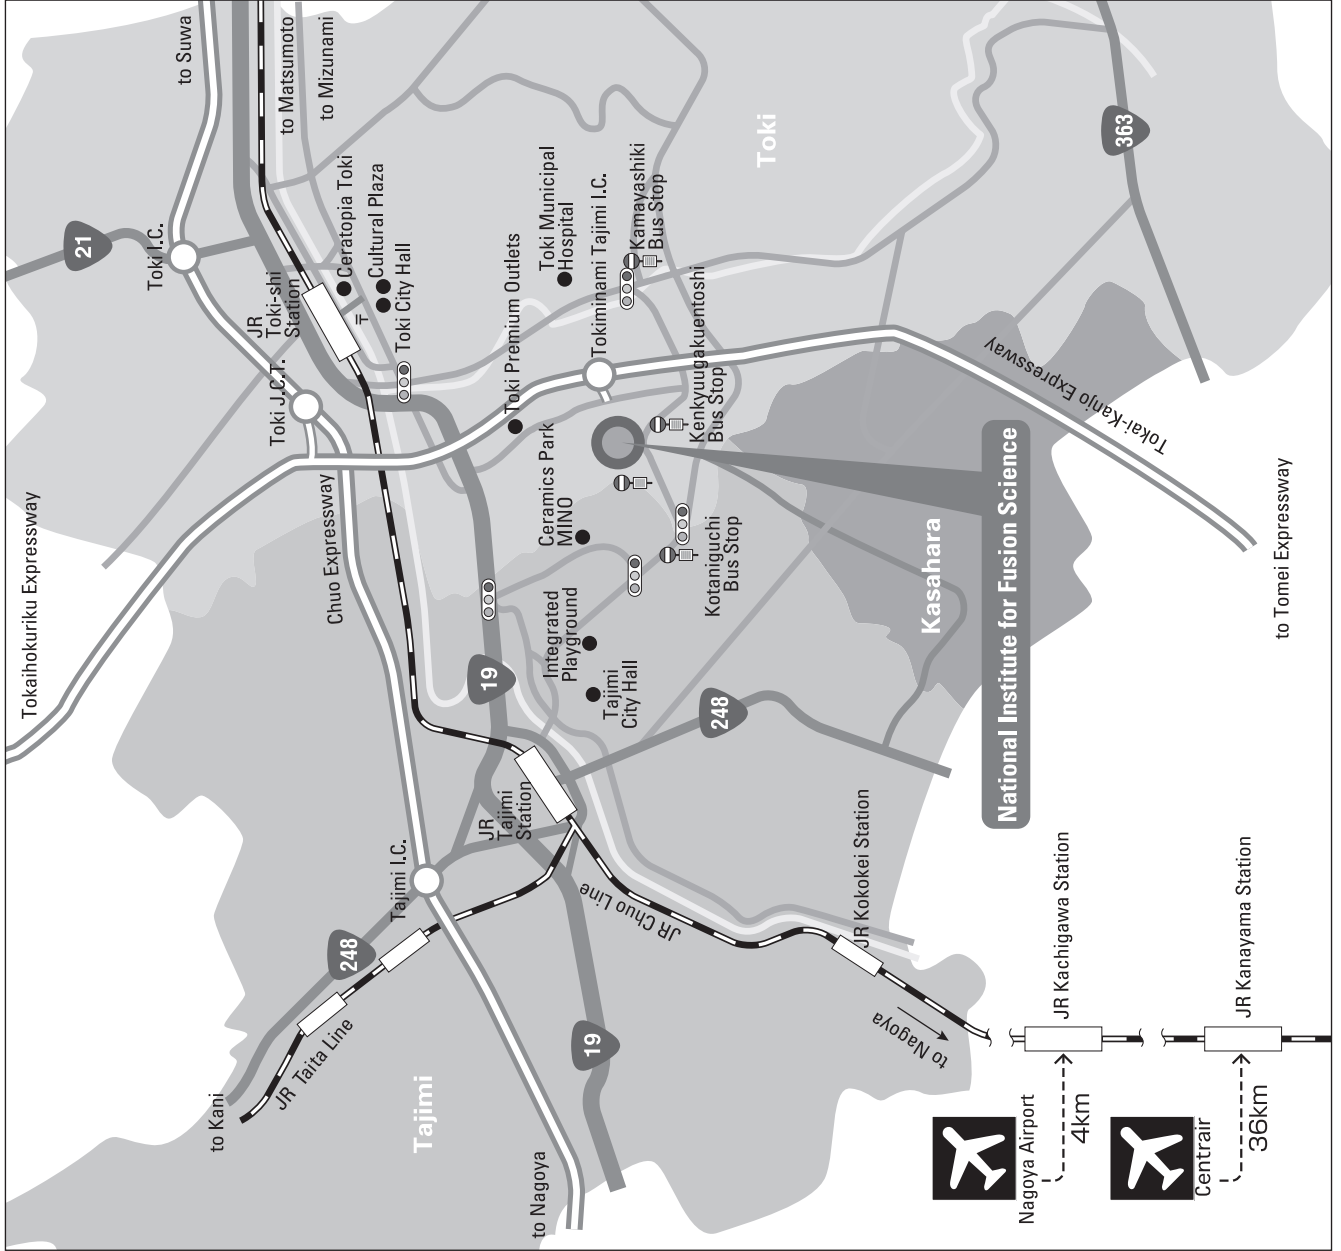 Tokaihokuriku Expressway
21
Toki I.C.
to Suwa
Toki J.C.T.
JR
Toki-shi
Station
to Matsumoto
to Mizunami
Chuo Expressway
〒
Ceratopia Toki
Cultural Plaza
Toki City Hall
Toki Premium Outlets
Toki Municipal
Hospital
Tokiminami Tajimi I.C.
Kamayashiki
Bus Stop
Toki
363
Kenkyuugakuentoshi
Bus Stop
Ceramics Park
MINO
Kotaniguchi
Bus Stop
Integrated
Playground
Tajimi
City Hall
19
248
Kasahara
National Institute for Fusion Science
Tokai-Kanjo Expressway
to Tomei Expressway
to Kani
JR Taita Line
248
Tajimi I.C.
JR
Tajimi
Station
Tajimi
to Nagoya
19
JR Chuo Line
JR Kokokei Station
to Nagoya
Nagoya Airport
4km
JR Kachigawa Station
Centrair
36km
JR Kanayama Station